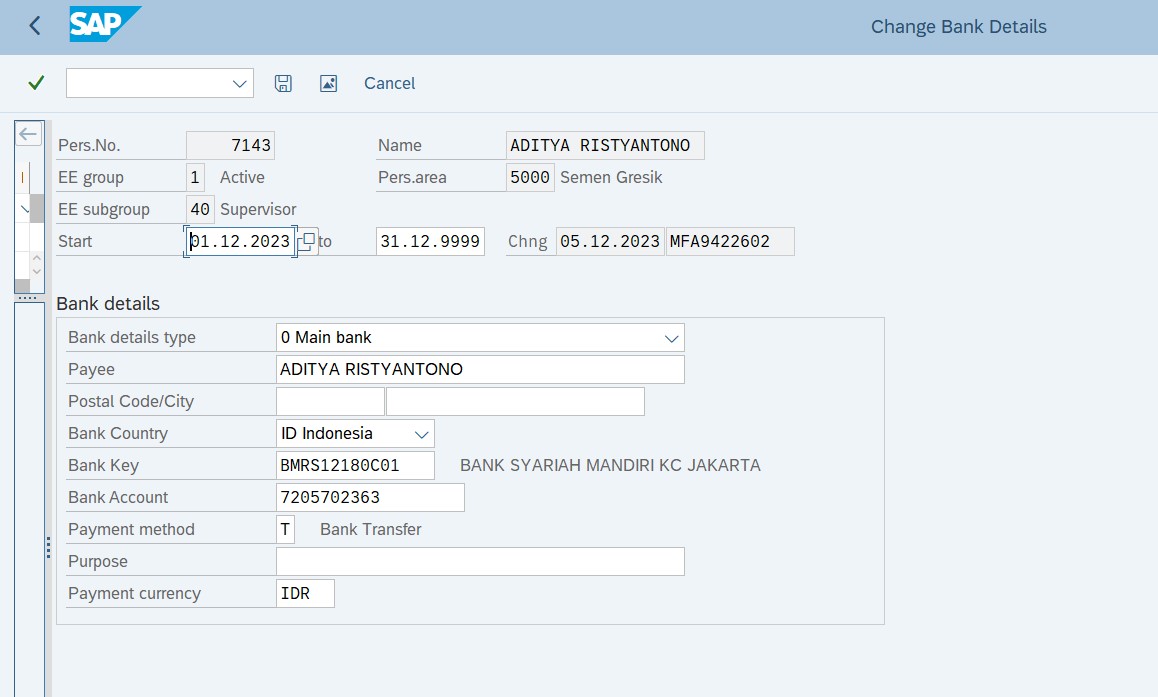 SAP
Change Bank Details
Cancel
Pers.No. 7143 Name ADITYA RISTYANTONO
EE group 1 Active Pers.area 5000 Semen Gresik
EE subgroup 40 Supervisor
Start 01.12.2023 to 31.12.9999 Chng 05.12.2023 MFA9422602
Bank details
Bank details type 0 Main bank
Payee ADITYA RISTYANTONO
Postal Code/City
Bank Country ID Indonesia
Bank Key BMRS12180C01 BANK SYARIAH MANDIRI KC JAKARTA
Bank Account 7205702363
Payment method T Bank Transfer
Purpose
Payment currency IDR